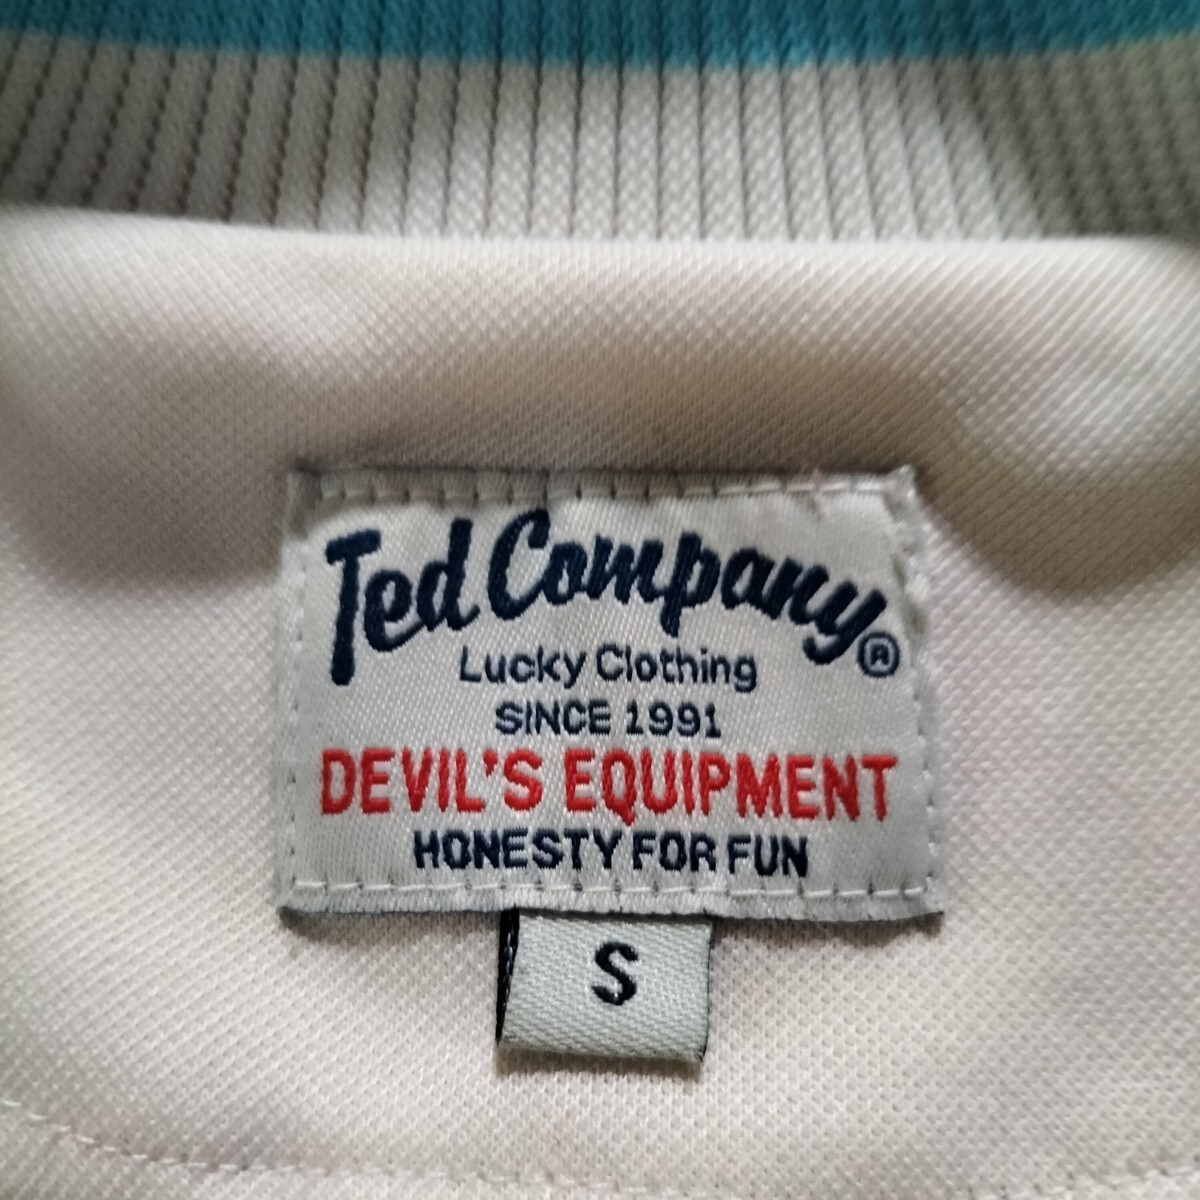 Ted Company®
Lucky Clothing
SINCE 1991
DEVIL'S EQUIPMENT
HONESTY FOR FUN
S